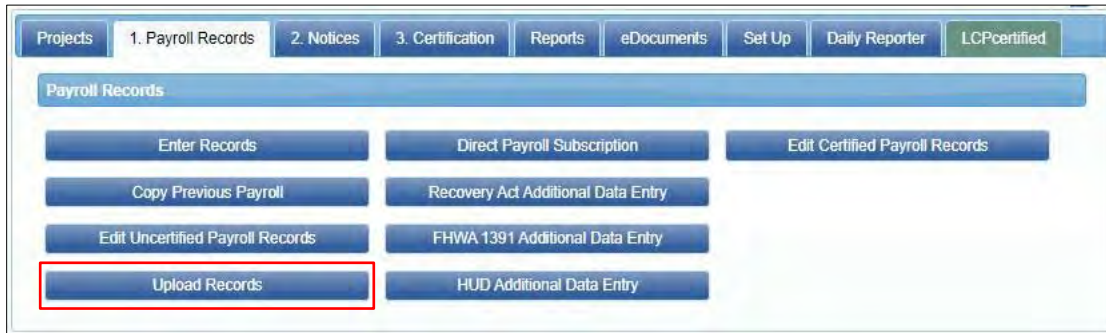 Projects 1. Payroll Records 2. Notices 3. Certification Reports eDocuments Set Up Daily Reporter LCPcertified
Payroll Records
Enter Records Direct Payroll Subscription Edit Certified Payroll Records
Copy Previous Payroll Recovery Act Additional Data Entry
Edit Uncertified Payroll Records FHWA 1391 Additional Data Entry
Upload Records HUD Additional Data Entry